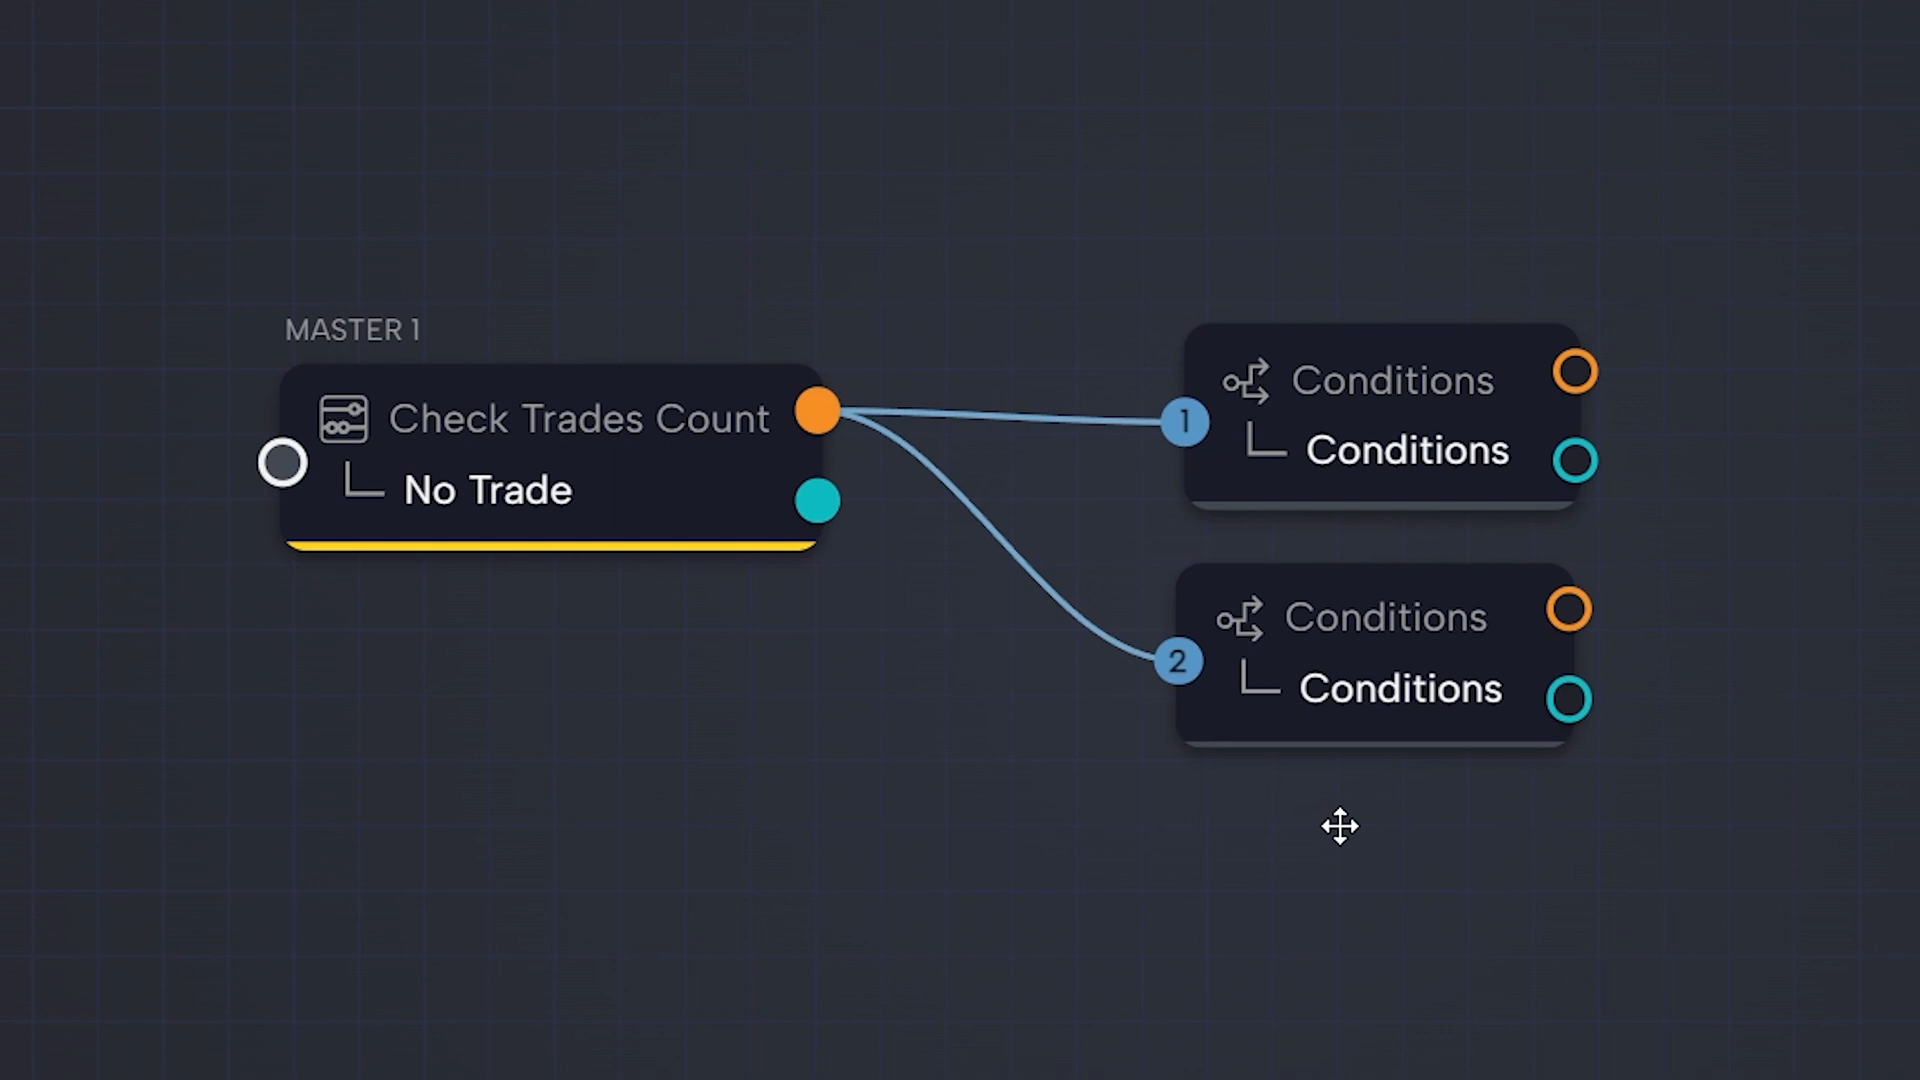 MASTER 1
Check Trades Count
No Trade
1
Conditions
Conditions
2
Conditions
Conditions